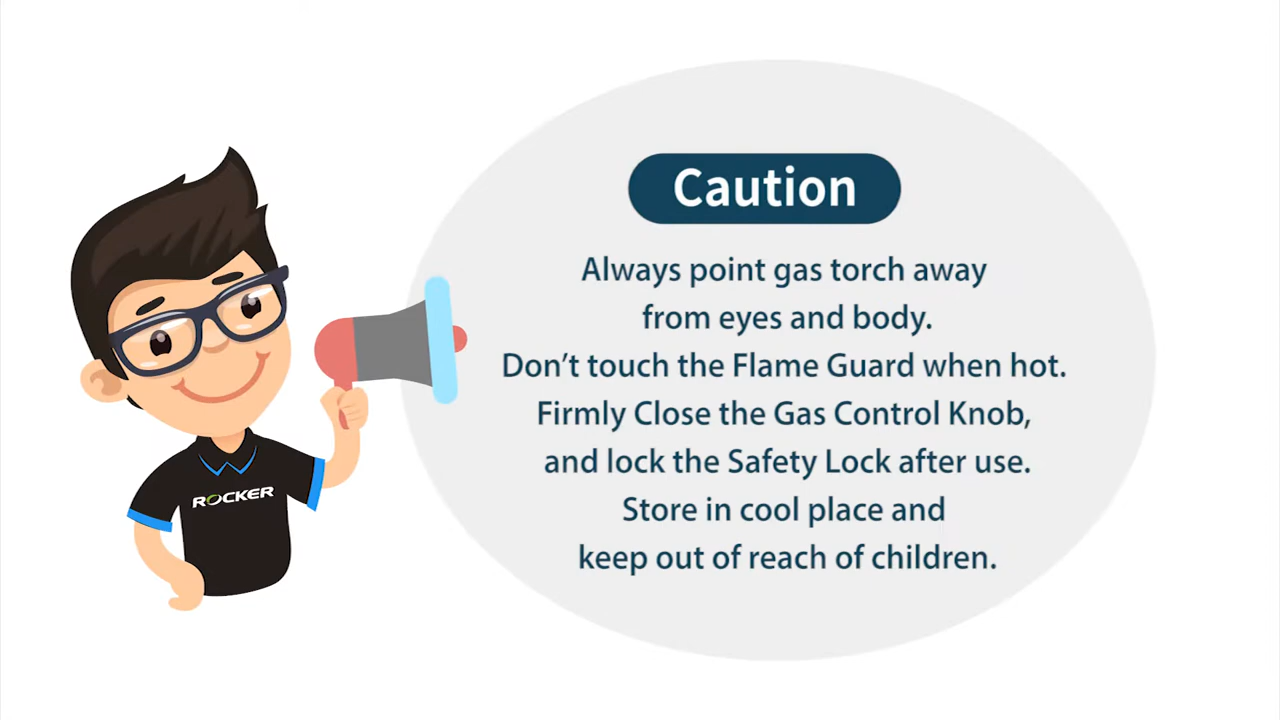 Caution
Always point gas torch away
from eyes and body.
Don’t touch the Flame Guard when hot.
Firmly Close the Gas Control Knob,
and lock the Safety Lock after use.
Store in cool place and
keep out of reach of children.
ROCKER